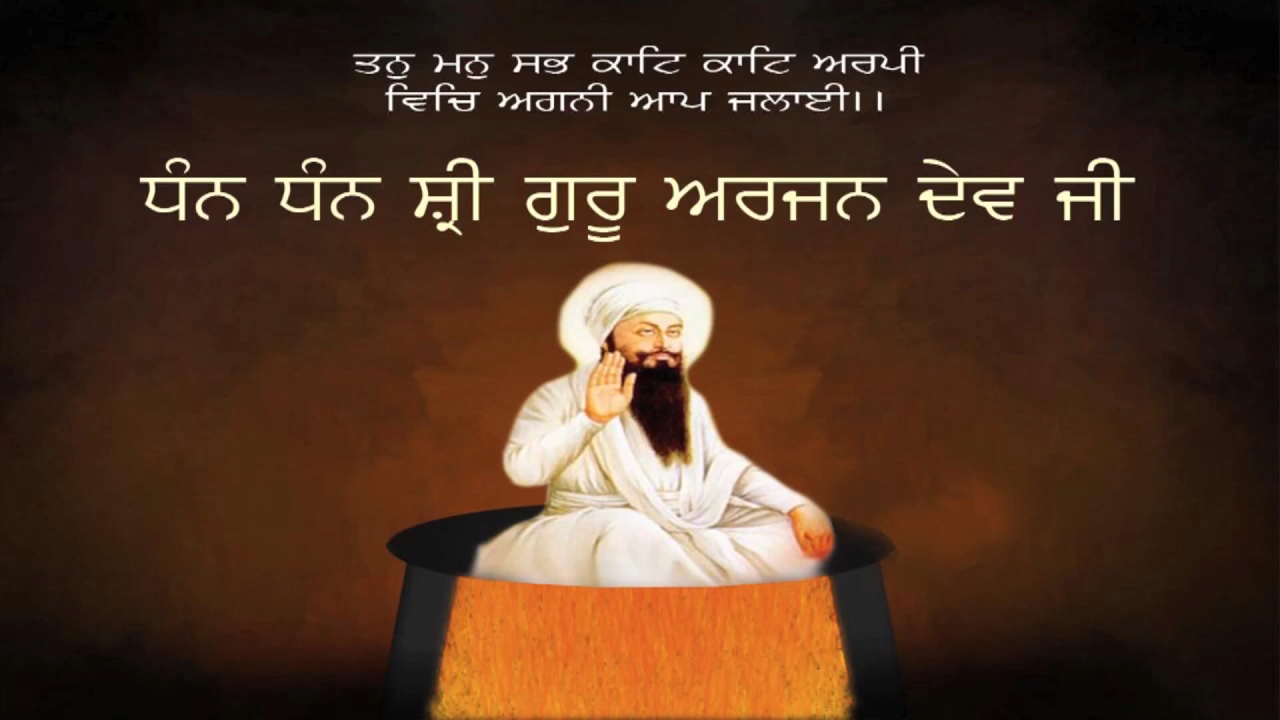 ਤਨੁ ਮਨੁ ਸਭ ਕਾਟਿ ਕਾਟਿ ਅਰਪੀ
ਵਿਚਿ ਅਗਨੀ ਆਪ ਜਲਾਈ।।
ਧੰਨ ਧੰਨ ਸ਼੍ਰੀ ਗੁਰੂ ਅਰਜਨ ਦੇਵ ਜੀ